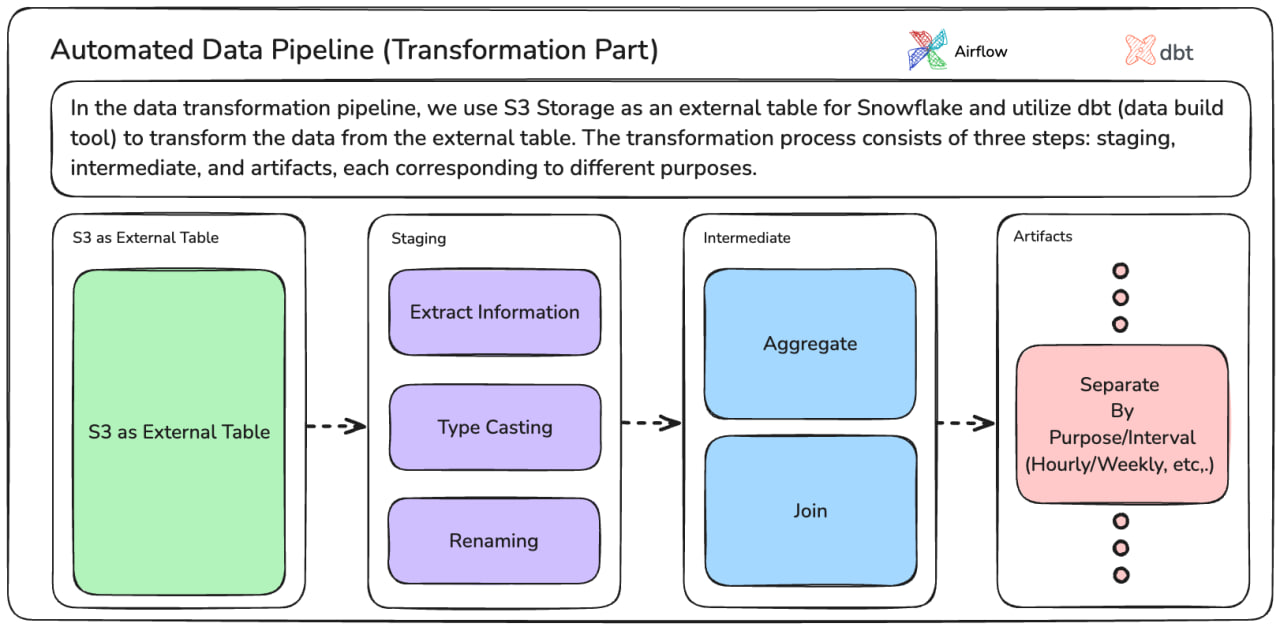 Automated Data Pipeline (Transformation Part)
Airflow
dbt
In the data transformation pipeline, we use S3 Storage as an external table for Snowflake and utilize dbt (data build
tool) to transform the data from the external table. The transformation process consists of three steps: staging,
intermediate, and artifacts, each corresponding to different purposes.
S3 as External Table
S3 as External Table
Staging
Extract Information
Type Casting
Renaming
Intermediate
Aggregate
Join
Artifacts
Separate
By
Purpose/Interval
(Hourly/Weekly, etc,.)